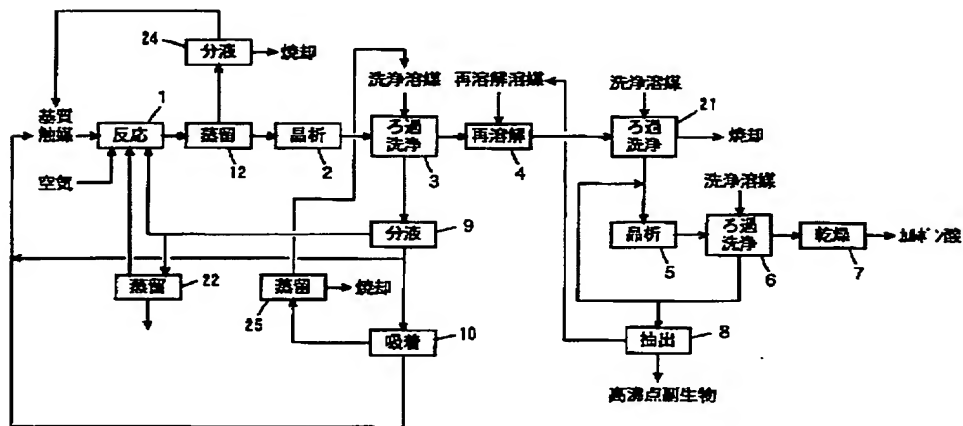 24
分液
焼却
洗浄溶媒
再溶解溶媒
洗浄溶媒
21
基質
触媒
1
反応
蒸留
晶析
ろ過
洗浄
再溶解
ろ過
洗浄
焼却
12
2
3
4
空気
洗浄溶媒
分液
9
晶析
ろ過
洗浄
乾燥
カルボン酸
5
6
7
蒸留
22
蒸留
焼却
25
吸着
10
抽出
8
高沸点副生物